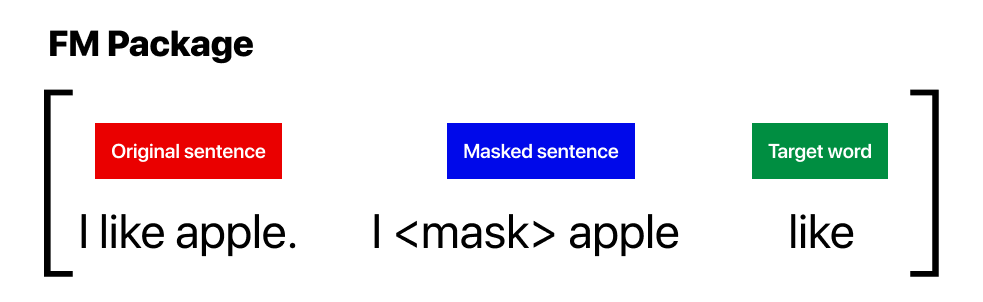 FM Package
Original sentence Masked sentence Target word
I like apple. I <mask> apple like